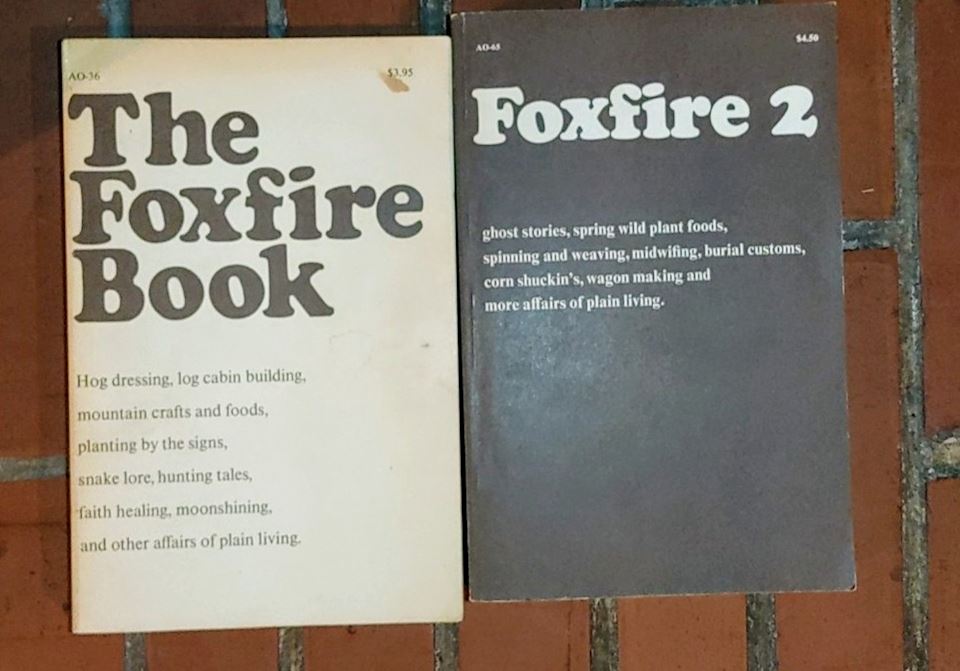 AO-36 $3.95
The
Foxfire
Book
Hog dressing, log cabin building,
mountain crafts and foods,
planting by the signs,
snake lore, hunting tales,
faith healing, moonshining,
and other affairs of plain living.
AO-65 $4.50
Foxfire 2
ghost stories, spring wild plant foods,
spinning and weaving, midwifing, burial customs,
corn shuckin's, wagon making and
more affairs of plain living.